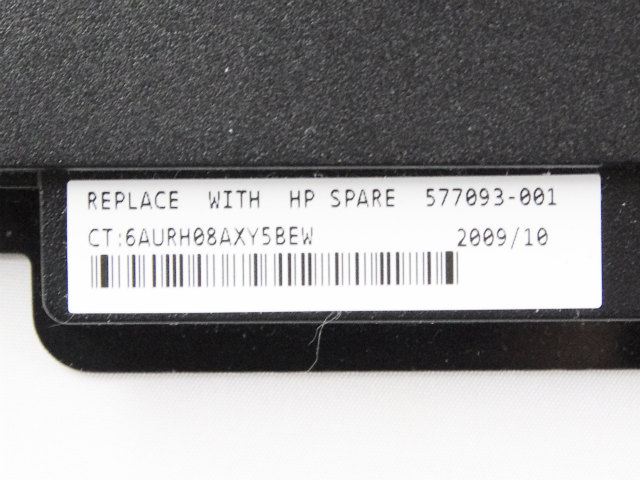 REPLACE WITH HP SPARE 577093-001
CT:6AURH08AXY5BEW 2009/10